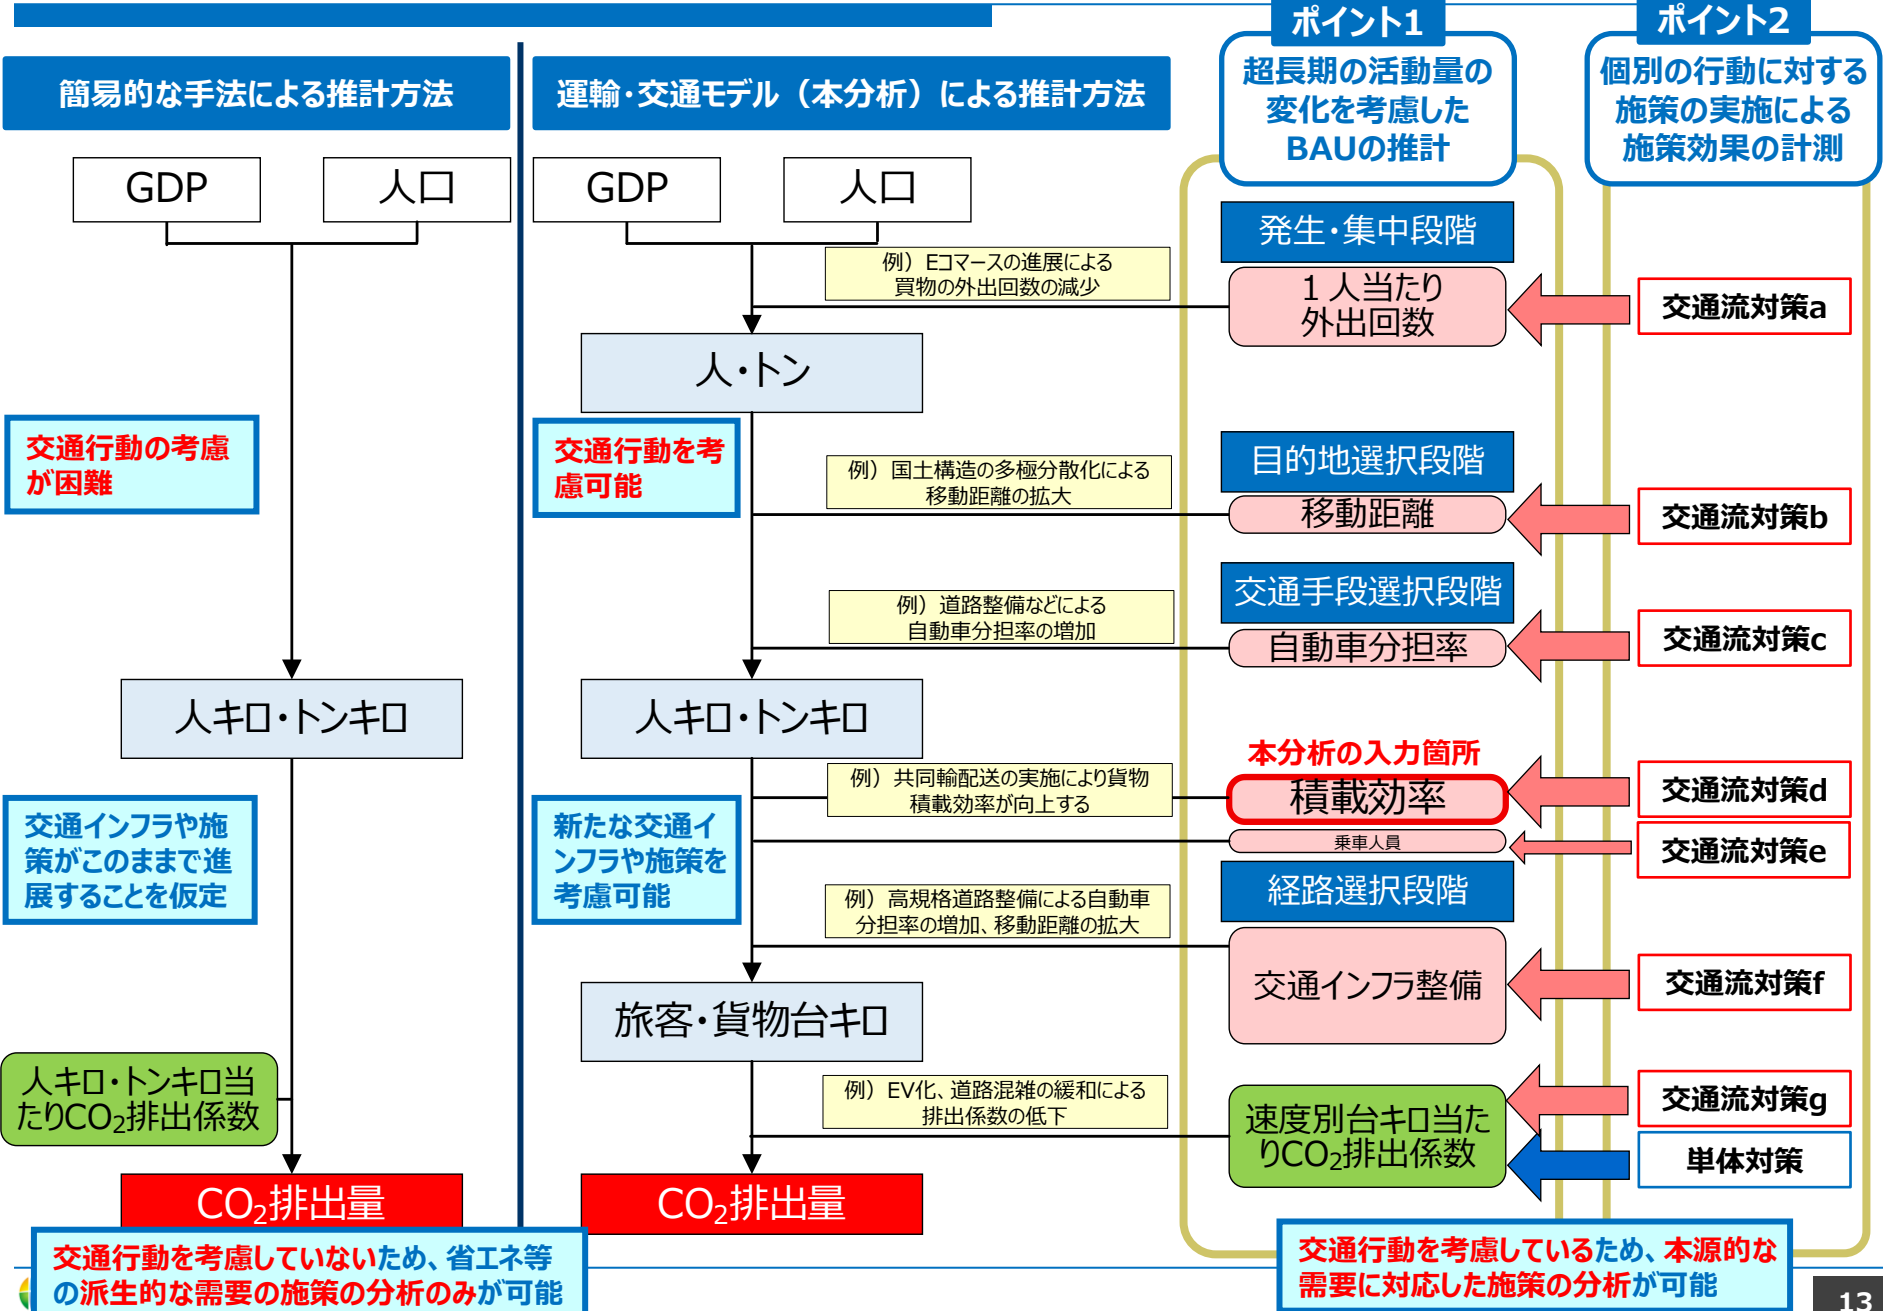 簡易的な手法による推計方法
GDP
人口
交通行動の考慮
が困難
人キロ・トンキロ
交通インフラや施
策がこのままで進
展することを仮定
人キロ・トンキロ当
たりCO₂排出係数
CO₂排出量
交通行動を考慮していないため、省エネ等
の派生的な需要の施策の分析のみが可能
運輸・交通モデル（本分析）による推計方法
GDP
人口
例）Eコマースの進展による
買物の外出回数の減少
人・トン
交通行動を考
慮可能
例）国土構造の多極分散化による
移動距離の拡大
例）道路整備などによる
自動車分担率の増加
人キロ・トンキロ
例）共同輸配送の実施により貨物
積載効率が向上する
新たな交通イ
ンフラや施策を
考慮可能
例）高規格道路整備による自動車
分担率の増加、移動距離の拡大
旅客・貨物台キロ
例）EV化、道路混雑の緩和による
排出係数の低下
CO₂排出量
ポイント1
超長期の活動量の
変化を考慮した
BAUの推計
発生・集中段階
1人当たり
外出回数
目的地選択段階
移動距離
交通手段選択段階
自動車分担率
本分析の入力箇所
積載効率
乗車人員
経路選択段階
交通インフラ整備
速度別台キロ当た
りCO₂排出係数
ポイント2
個別の行動に対する
施策の実施による
施策効果の計測
交通流対策a
交通流対策b
交通流対策c
交通流対策d
交通流対策e
交通流対策f
交通流対策g
単体対策
交通行動を考慮しているため、本源的な
需要に対応した施策の分析が可能
13